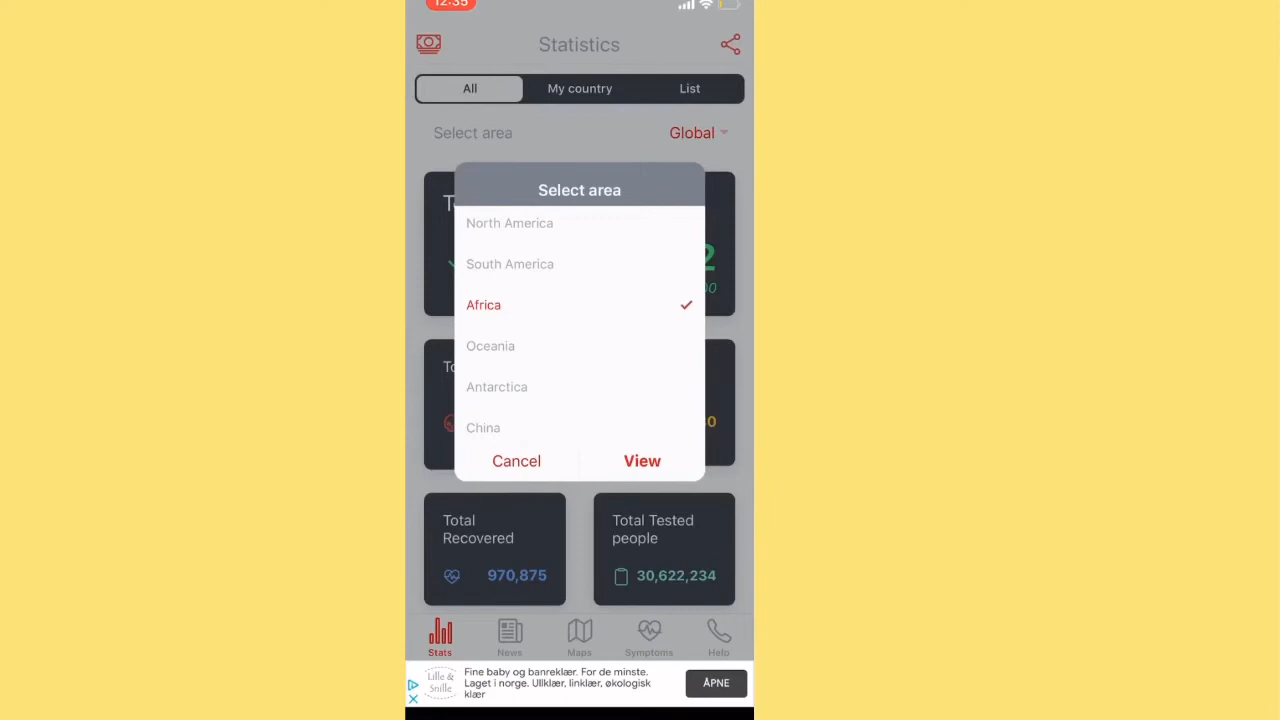 12:35
Statistics
All
My country
List
Select area
Global
Select area
North America
South America
Africa
Oceania
Antarctica
China
Cancel
View
Total
Recovered
970,875
Total Tested
people
30,622,234
Stats
News
Maps
Symptoms
Help
Lille &
Snille
Fine baby og banreklær. For de minste.
Laget i norge. Ullklær, linklær, økologisk
klær
ÅPNE